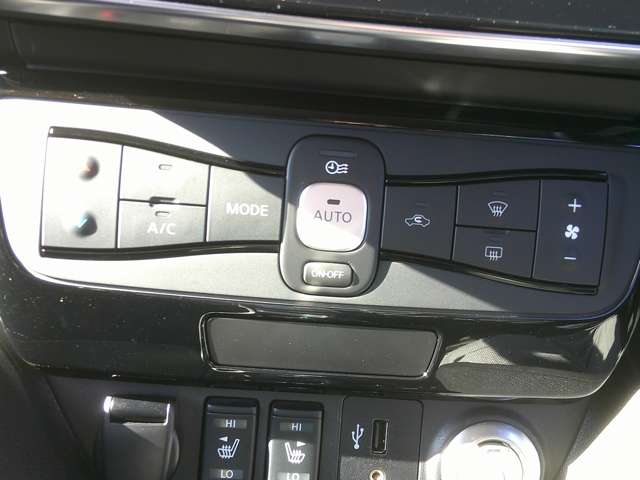 A/C
MODE
AUTO
ON·OFF
+
−
HI
LO
HI
LO